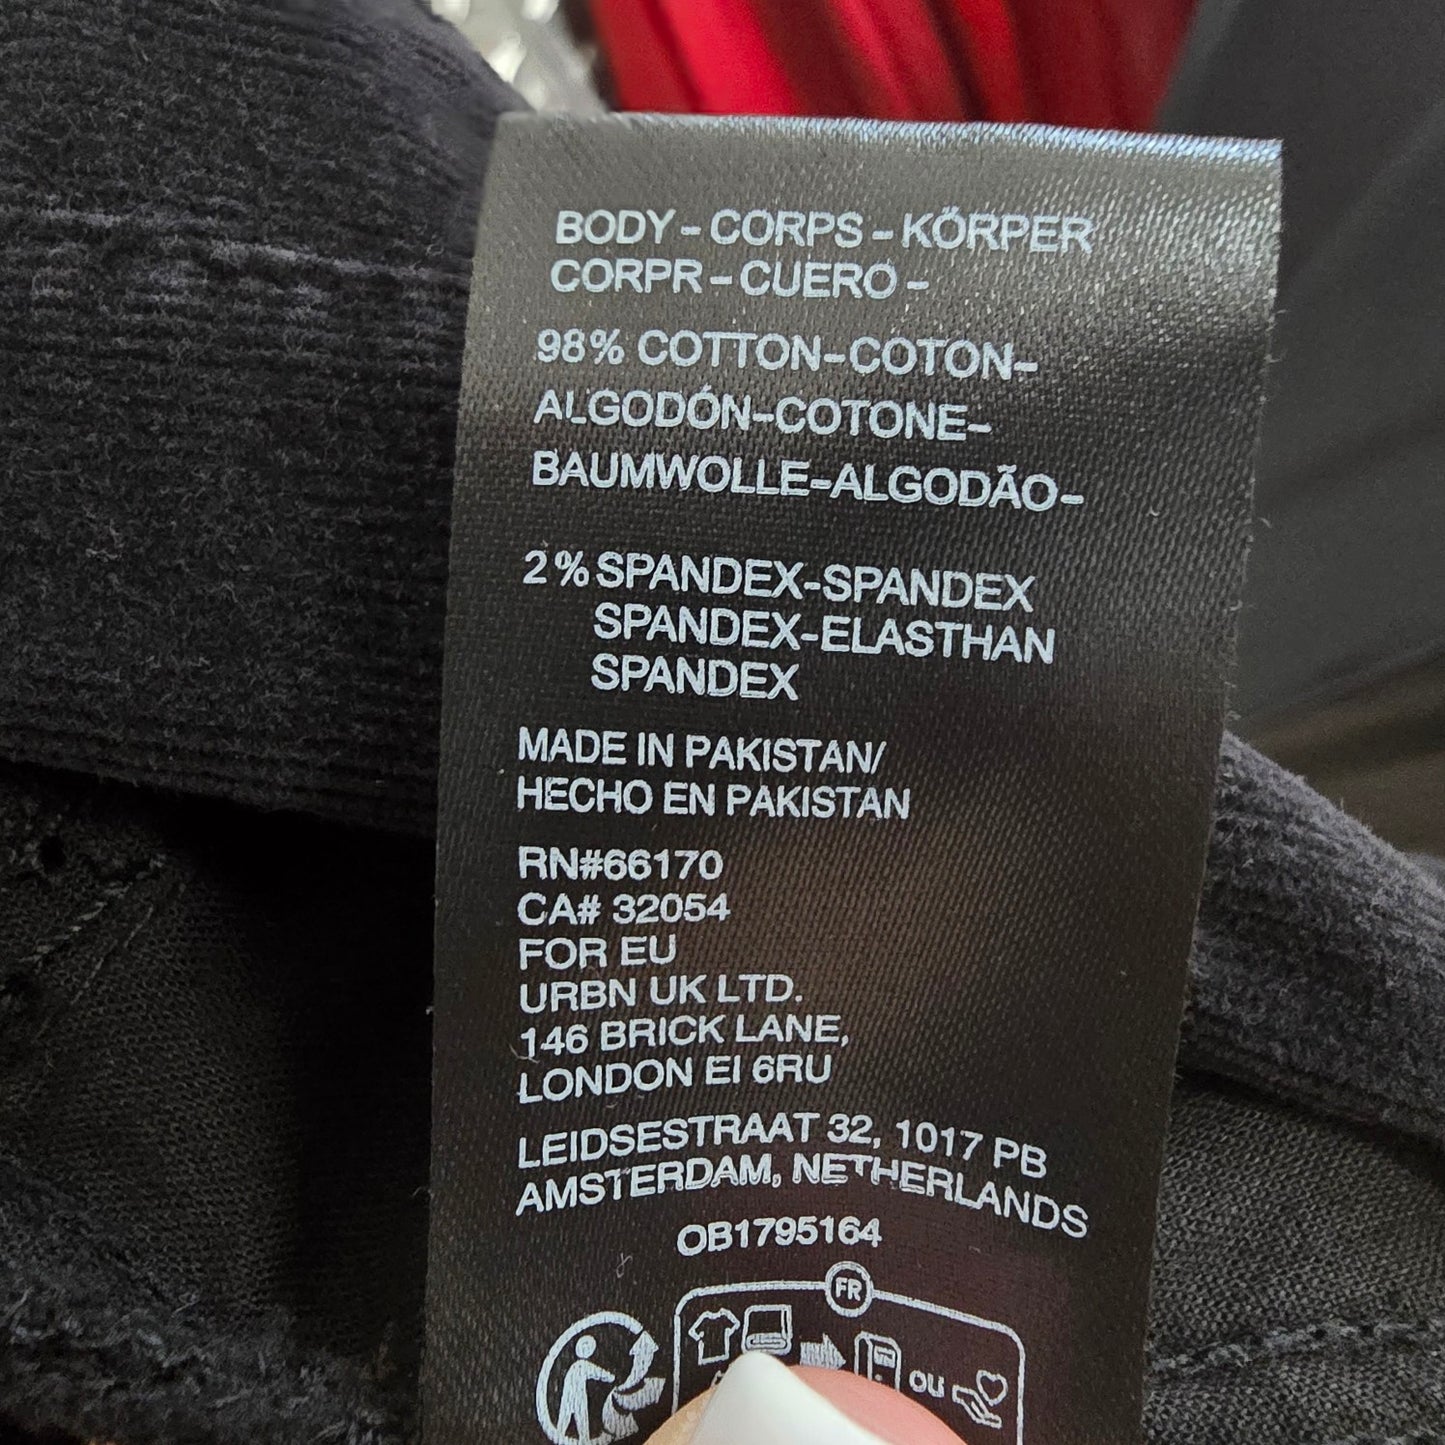 BODY - CORPS - KÖRPER
CORPR - CUERO -
98% COTTON-COTON-
ALGODÓN-COTONE-
BAUMWOLLE-ALGODÃO-
2% SPANDEX-SPANDEX
SPANDEX-ELASTHAN
SPANDEX
MADE IN PAKISTAN/
HECHO EN PAKISTAN
RN#66170
CA# 32054
FOR EU
URBN UK LTD.
146 BRICK LANE,
LONDON EI 6RU
LEIDSESTRAAT 32, 1017 PB
AMSTERDAM, NETHERLANDS
OB1795164
FR
OU